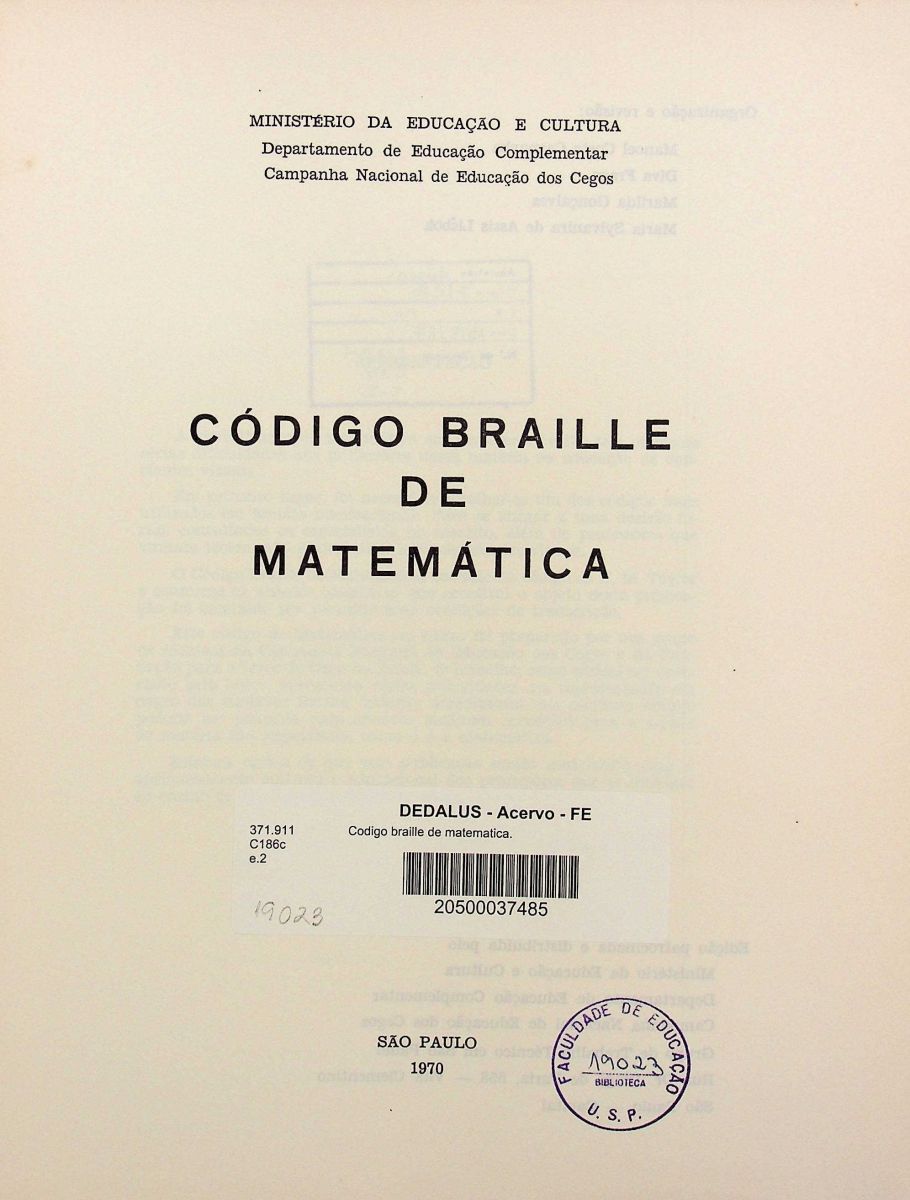 MINISTÉRIO DA EDUCAÇÃO E CULTURA
Departamento de Educação Complementar
Campanha Nacional de Educação dos Cegos
CÓDIGO BRAILLE
DE
MATEMÁTICA
DEDALUS - Acervo - FE
371.911
C186c
e.2
Codigo braille de matematica.
20500037485
19023
SÃO PAULO
1970
FACULDADE DE EDUCAÇÃO
19023
BIBLIOTECA
U. S. P.